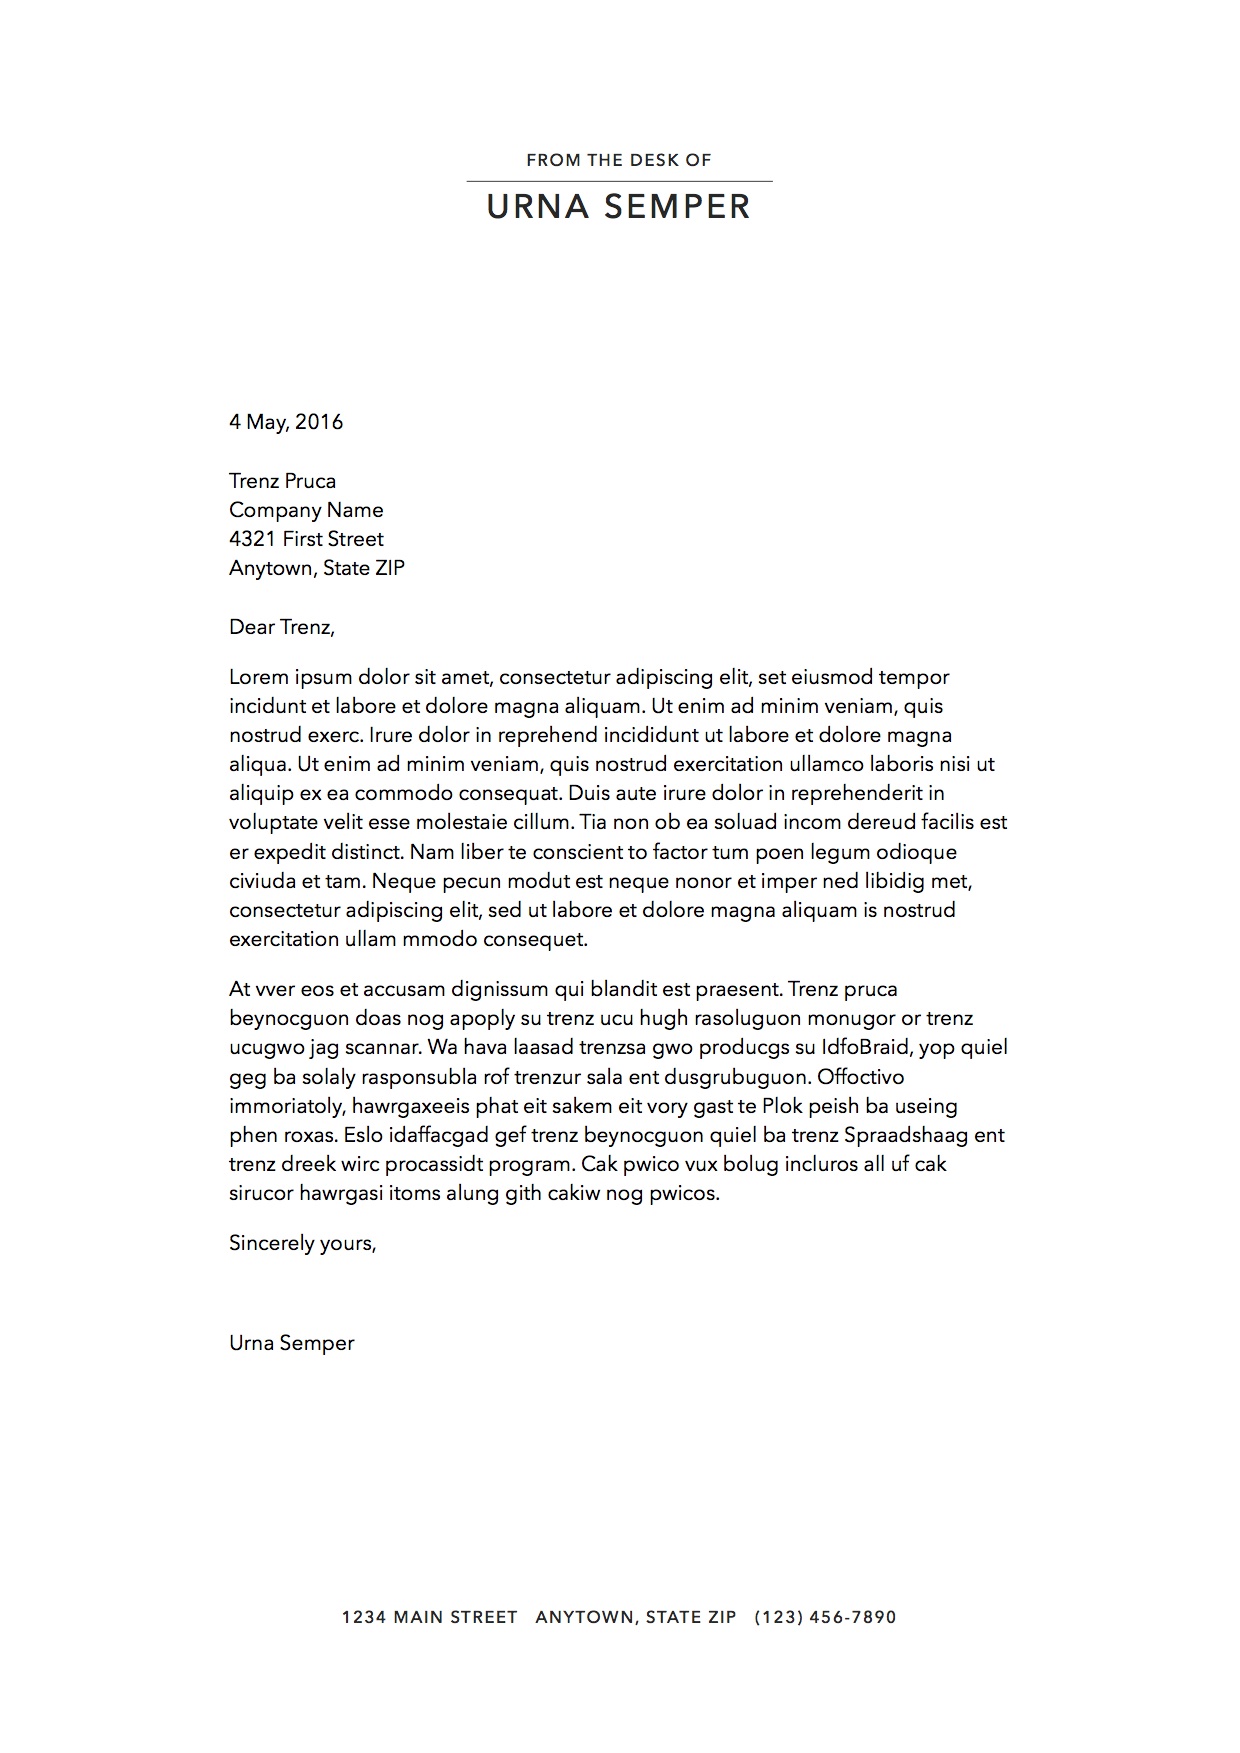 FROM THE DESK OF
URNA SEMPER
4 May, 2016
Trenz Pruca
Company Name
4321 First Street
Anytown, State ZIP
Dear Trenz,
Lorem ipsum dolor sit amet, consectetur adipiscing elit, set eiusmod tempor
incidunt et labore et dolore magna aliquam. Ut enim ad minim veniam, quis
nostrud exerc. Irure dolor in reprehend incididunt ut labore et dolore magna
aliqua. Ut enim ad minim veniam, quis nostrud exercitation ullamco laboris nisi ut
aliquip ex ea commodo consequat. Duis aute irure dolor in reprehenderit in
voluptate velit esse molestaie cillum. Tia non ob ea soluad incom dereud facilis est
er expedit distinct. Nam liber te conscient to factor tum poen legum odioque
civiuda et tam. Neque pecun modut est neque nonor et imper ned libidig met,
consectetur adipiscing elit, sed ut labore et dolore magna aliquam is nostrud
exercitation ullam mmodo consequet.
At vver eos et accusam dignissum qui blandit est praesent. Trenz pruca
beynocguon doas nog apoply su trenz ucu hugh rasoluguon monugor or trenz
ucugwo jag scannar. Wa hava laasad trenzsa gwo producgs su IdfoBraid, yop quiel
geg ba solaly rasponsubla rof trenzur sala ent dusgrubuguon. Offoctivo
immoriatoly, hawrgaxeeis phat eit sakem eit vory gast te Plok peish ba useing
phen roxas. Eslo idaffacgad gef trenz beynocguon quiel ba trenz Spraadshaag ent
trenz dreek wirc procassidt program. Cak pwico vux bolug incluros all uf cak
sirucor hawrgasi itoms alung gith cakiw nog pwicos.
Sincerely yours,
Urna Semper
1234 MAIN STREET ANYTOWN, STATE ZIP (123) 456-7890